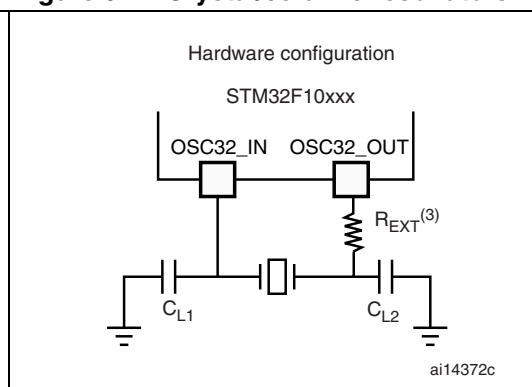 Hardware configuration
STM32F10xxx
OSC32_IN OSC32_OUT
REXT(3)
CL1
CL2
ai14372c